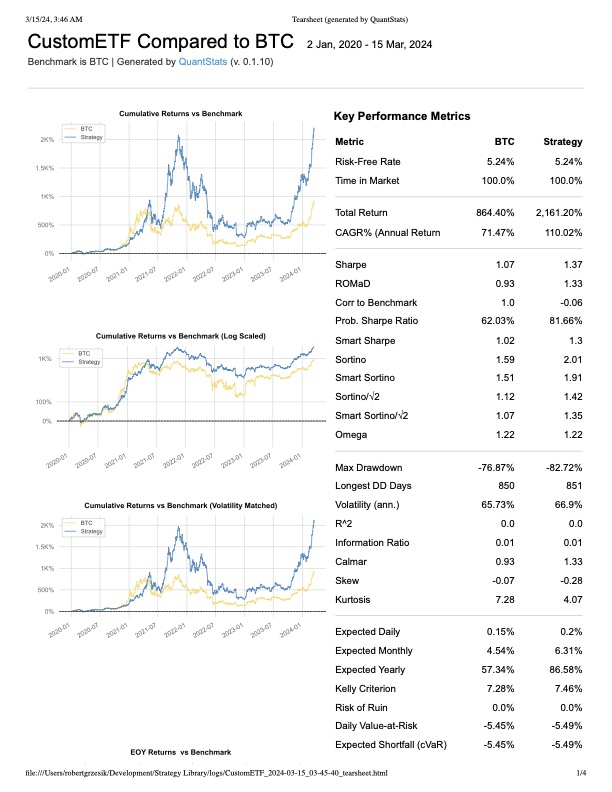 3/15/24, 3:46 AM Tearsheet (generated by QuantStats)
CustomETF Compared to BTC 2 Jan, 2020 - 15 Mar, 2024
Benchmark is BTC | Generated by QuantStats (v. 0.1.10)
Cumulative Returns vs Benchmark
BTC
Strategy
2K%
1.5K%
1K%
500%
0%
2020-01 2020-07 2021-01 2021-07 2022-01 2022-07 2023-01 2023-07 2024-01
Cumulative Returns vs Benchmark (Log Scaled)
BTC
Strategy
1K%
100%
0%
2020-01 2020-07 2021-01 2021-07 2022-01 2022-07 2023-01 2023-07 2024-01
Cumulative Returns vs Benchmark (Volatility Matched)
BTC
Strategy
2K%
1.5K%
1K%
500%
0%
2020-01 2020-07 2021-01 2021-07 2022-01 2022-07 2023-01 2023-07 2024-01
EOY Returns vs Benchmark
Key Performance Metrics
Metric BTC Strategy
Risk-Free Rate 5.24% 5.24%
Time in Market 100.0% 100.0%
Total Return 864.40% 2,161.20%
CAGR% (Annual Return 71.47% 110.02%
Sharpe 1.07 1.37
ROMaD 0.93 1.33
Corr to Benchmark 1.0 -0.06
Prob. Sharpe Ratio 62.03% 81.66%
Smart Sharpe 1.02 1.3
Sortino 1.59 2.01
Smart Sortino 1.51 1.91
Sortino/√2 1.12 1.42
Smart Sortino/√2 1.07 1.35
Omega 1.22 1.22
Max Drawdown -76.87% -82.72%
Longest DD Days 850 851
Volatility (ann.) 65.73% 66.9%
R^2 0.0 0.0
Information Ratio 0.01 0.01
Calmar 0.93 1.33
Skew -0.07 -0.28
Kurtosis 7.28 4.07
Expected Daily 0.15% 0.2%
Expected Monthly 4.54% 6.31%
Expected Yearly 57.34% 86.58%
Kelly Criterion 7.28% 7.46%
Risk of Ruin 0.0% 0.0%
Daily Value-at-Risk -5.45% -5.49%
Expected Shortfall (cVaR) -5.45% -5.49%
file:///Users/robertgrzesik/Development/Strategy Library/logs/CustomETF_2024-03-15_03-45-40_tearsheet.html 1/4